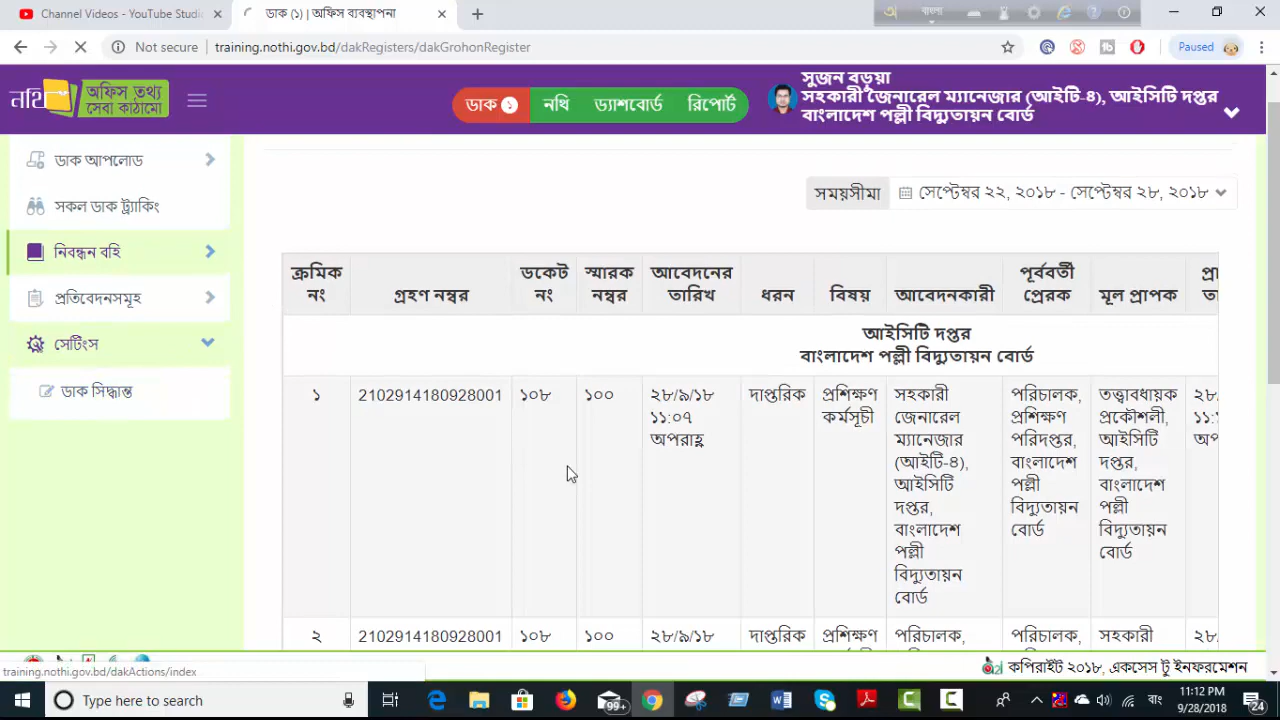 Channel Videos - YouTube Studi
ডাক (১) | অফিস ব্যবস্থাপনা
বাংলা
Not secure
training.nothi.gov.bd/dakRegisters/dakGrohonRegister
Paused
নথি
অফিস তথ্য
সেবা কাঠামো
ডাক ১
নথি
ড্যাশবোর্ড
রিপোর্ট
সুজন বড়ুয়া
সহকারী জেনারেল ম্যানেজার (আইটি-৪), আইসিটি দপ্তর
বাংলাদেশ পল্লী বিদ্যুতায়ন বোর্ড
ডাক আপলোড
সকল ডাক ট্র্যাকিং
নিবন্ধন বহি
প্রতিবেদনসমূহ
সেটিংস
ডাক সিদ্ধান্ত
সময়সীমা
সেপ্টেম্বর ২২, ২০১৮ - সেপ্টেম্বর ২৮, ২০১৮
ক্রমিক
নং
গ্রহণ নম্বর
ডকেট
নং
স্মারক
নম্বর
আবেদনের
তারিখ
ধরন
বিষয়
আবেদনকারী
পূর্ববর্তী
প্রেরক
মূল প্রাপক
আইসিটি দপ্তর
বাংলাদেশ পল্লী বিদ্যুতায়ন বোর্ড
১
2102914180928001
১০৮
১০০
২৮/৯/১৮
১১:০৭
অপরাহ্ণ
দাপ্তরিক
প্রশিক্ষণ
কর্মসূচী
সহকারী
জেনারেল
ম্যানেজার
(আইটি-৪),
আইসিটি
দপ্তর,
বাংলাদেশ
পল্লী
বিদ্যুতায়ন
বোর্ড
পরিচালক,
প্রশিক্ষণ
পরিদপ্তর,
বাংলাদেশ
পল্লী
বিদ্যুতায়ন
বোর্ড
তত্ত্বাবধায়ক
প্রকৌশলী,
আইসিটি
দপ্তর,
বাংলাদেশ
পল্লী
বিদ্যুতায়ন
বোর্ড
২
2102914180928001
১০৮
১০০
২৮/৯/১৮
দাপ্তরিক
প্রশিক্ষণ
পরিচালক,
পরিচালক,
সহকারী
training.nothi.gov.bd/dakActions/index
কপিরাইট ২০১৮, একসেস টু ইনফরমেশন
Type here to search
99+
বাং
11:12 PM
9/28/2018
24